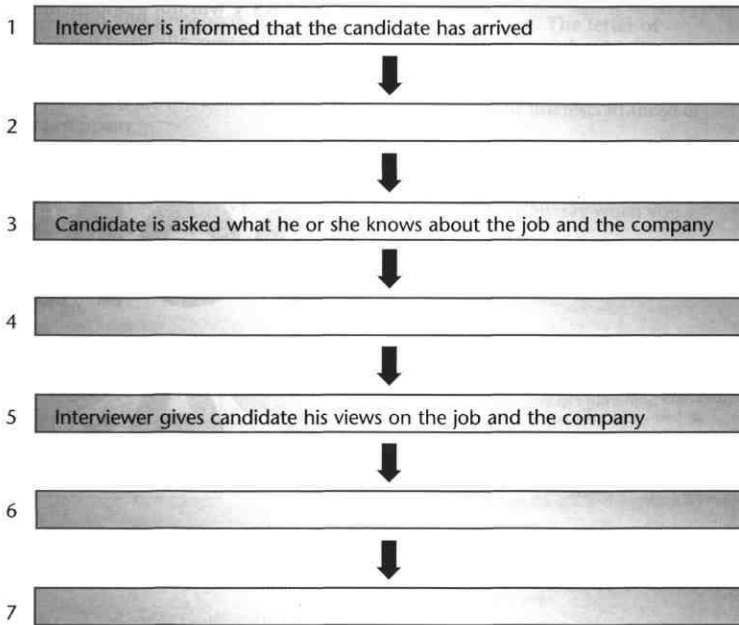 1 Interviewer is informed that the candidate has arrived
2
3 Candidate is asked what he or she knows about the job and the company
4
5 Interviewer gives candidate his views on the job and the company
6
7